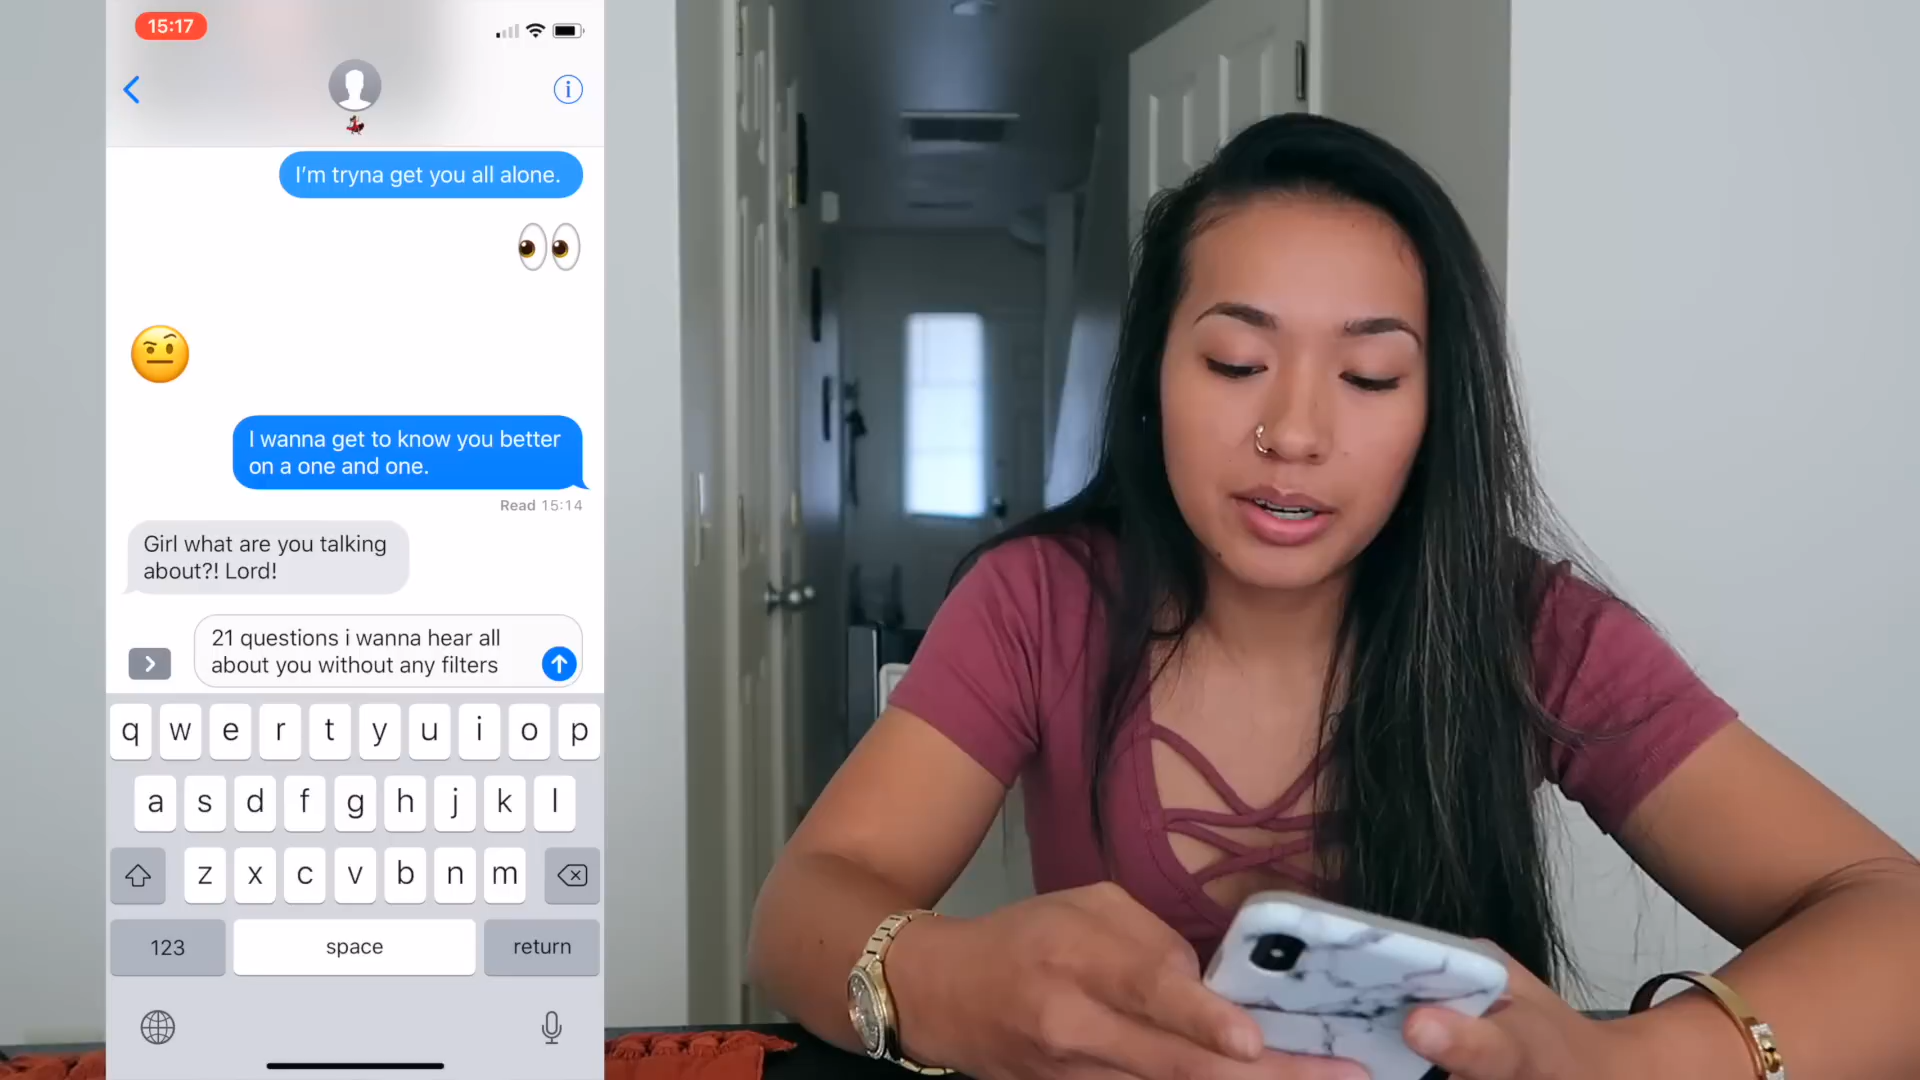 15:17
I'm tryna get you all alone.
I wanna get to know you better
on a one and one.
Read 15:14
Girl what are you talking
about?! Lord!
21 questions i wanna hear all
about you without any filters
q w e r t y u i o p
a s d f g h j k l
z x c v b n m
123 space return